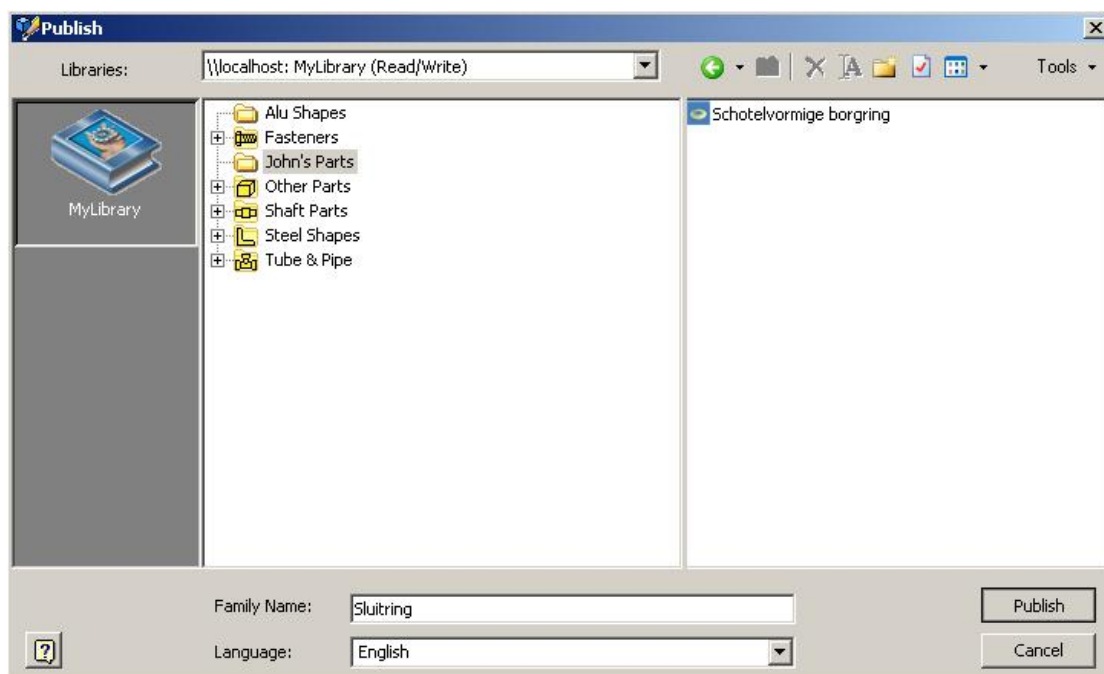 Publish
Libraries:
\\localhost: MyLibrary (Read/Write)
Tools
MyLibrary
Alu Shapes
Fasteners
John's Parts
Other Parts
Shaft Parts
Steel Shapes
Tube & Pipe
Schotelvormige borgring
Family Name:
Sluitring
Publish
Language:
English
Cancel